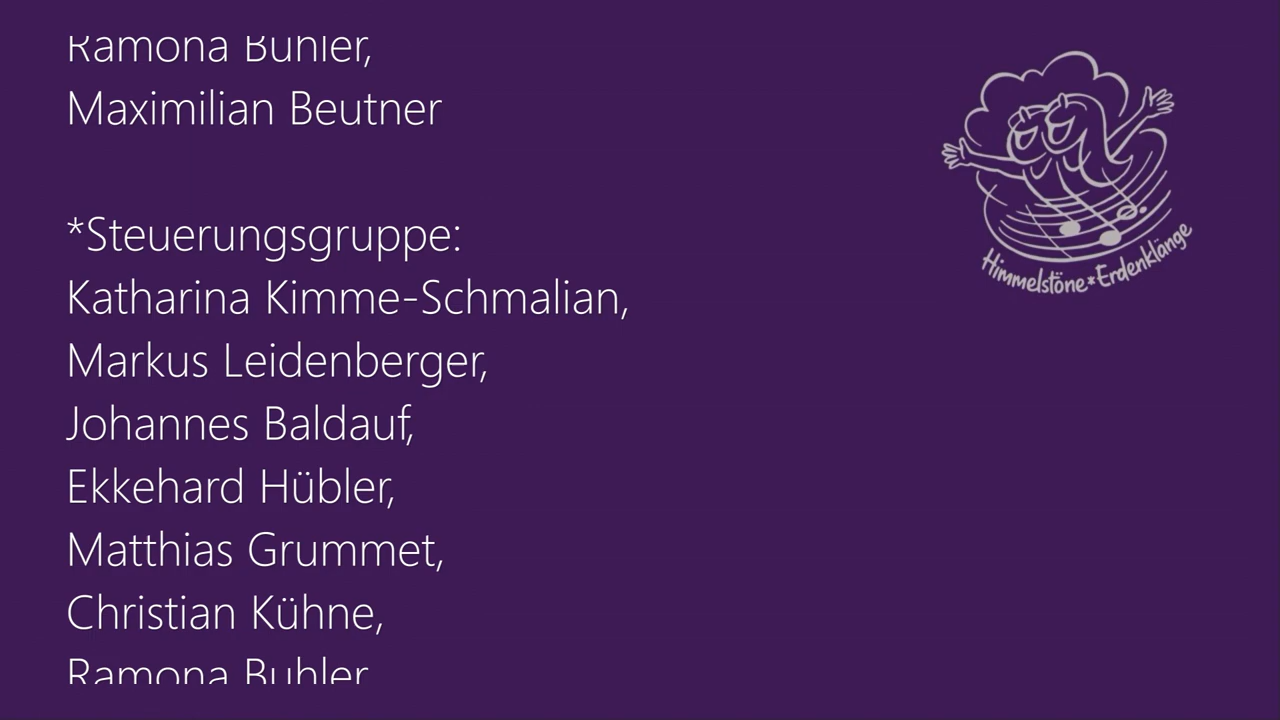 Ramona Buhler,
Maximilian Beutner
*Steuerungsgruppe:
Katharina Kimme-Schmalian,
Markus Leidenberger,
Johannes Baldauf,
Ekkehard Hübler,
Matthias Grummet,
Christian Kühne,
Ramona Buhler
Himmelstöne*Erdenklänge